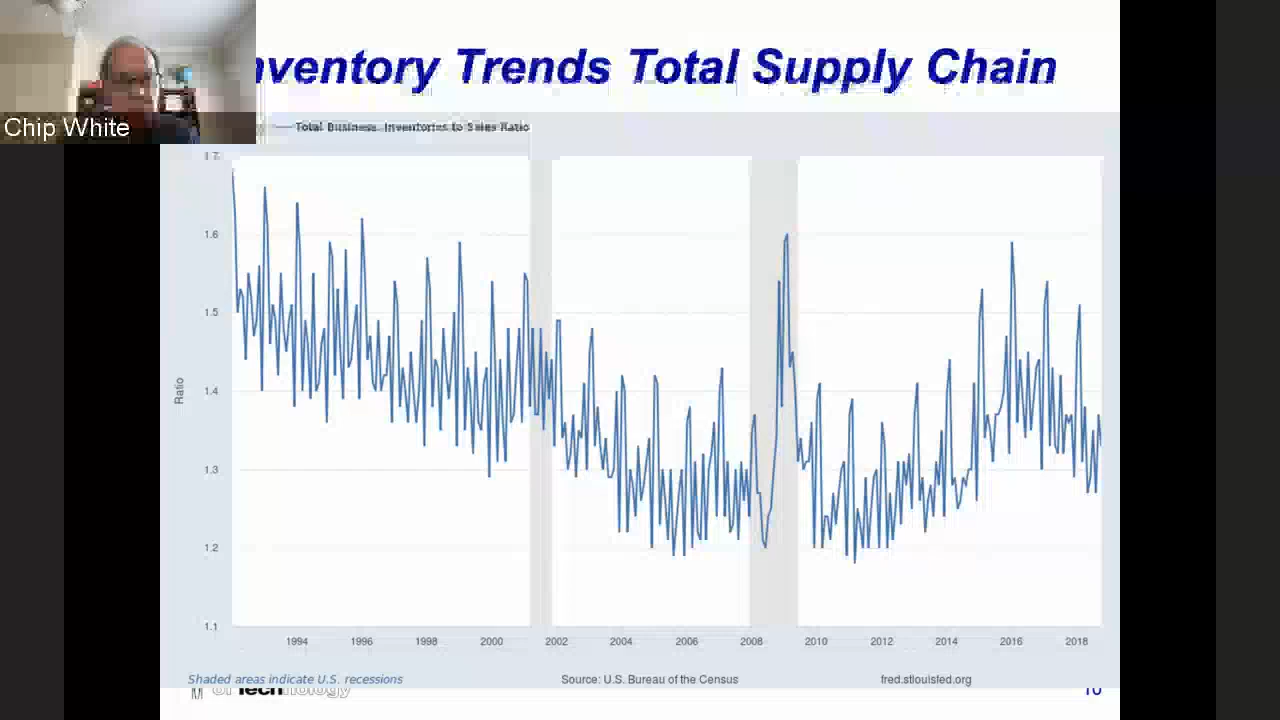 nventory Trends Total Supply Chain
Chip White
Total Business: Inventories to Sales Ratio
1.7
1.6
1.5
1.4
1.3
1.2
1.1
Ratio
1994 1996 1998 2000 2002 2004 2006 2008 2010 2012 2014 2016 2018
Shaded areas indicate U.S. recessions Source: U.S. Bureau of the Census fred.stlouisfed.org
of Technology